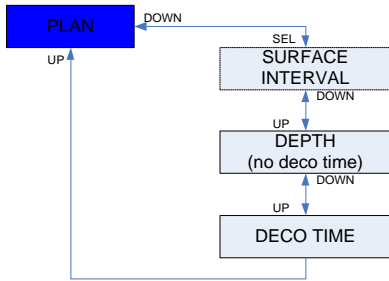 PLAN
DOWN
UP
SEL
SURFACE
INTERVAL
DOWN
UP
DEPTH
(no deco time)
DOWN
UP
DECO TIME